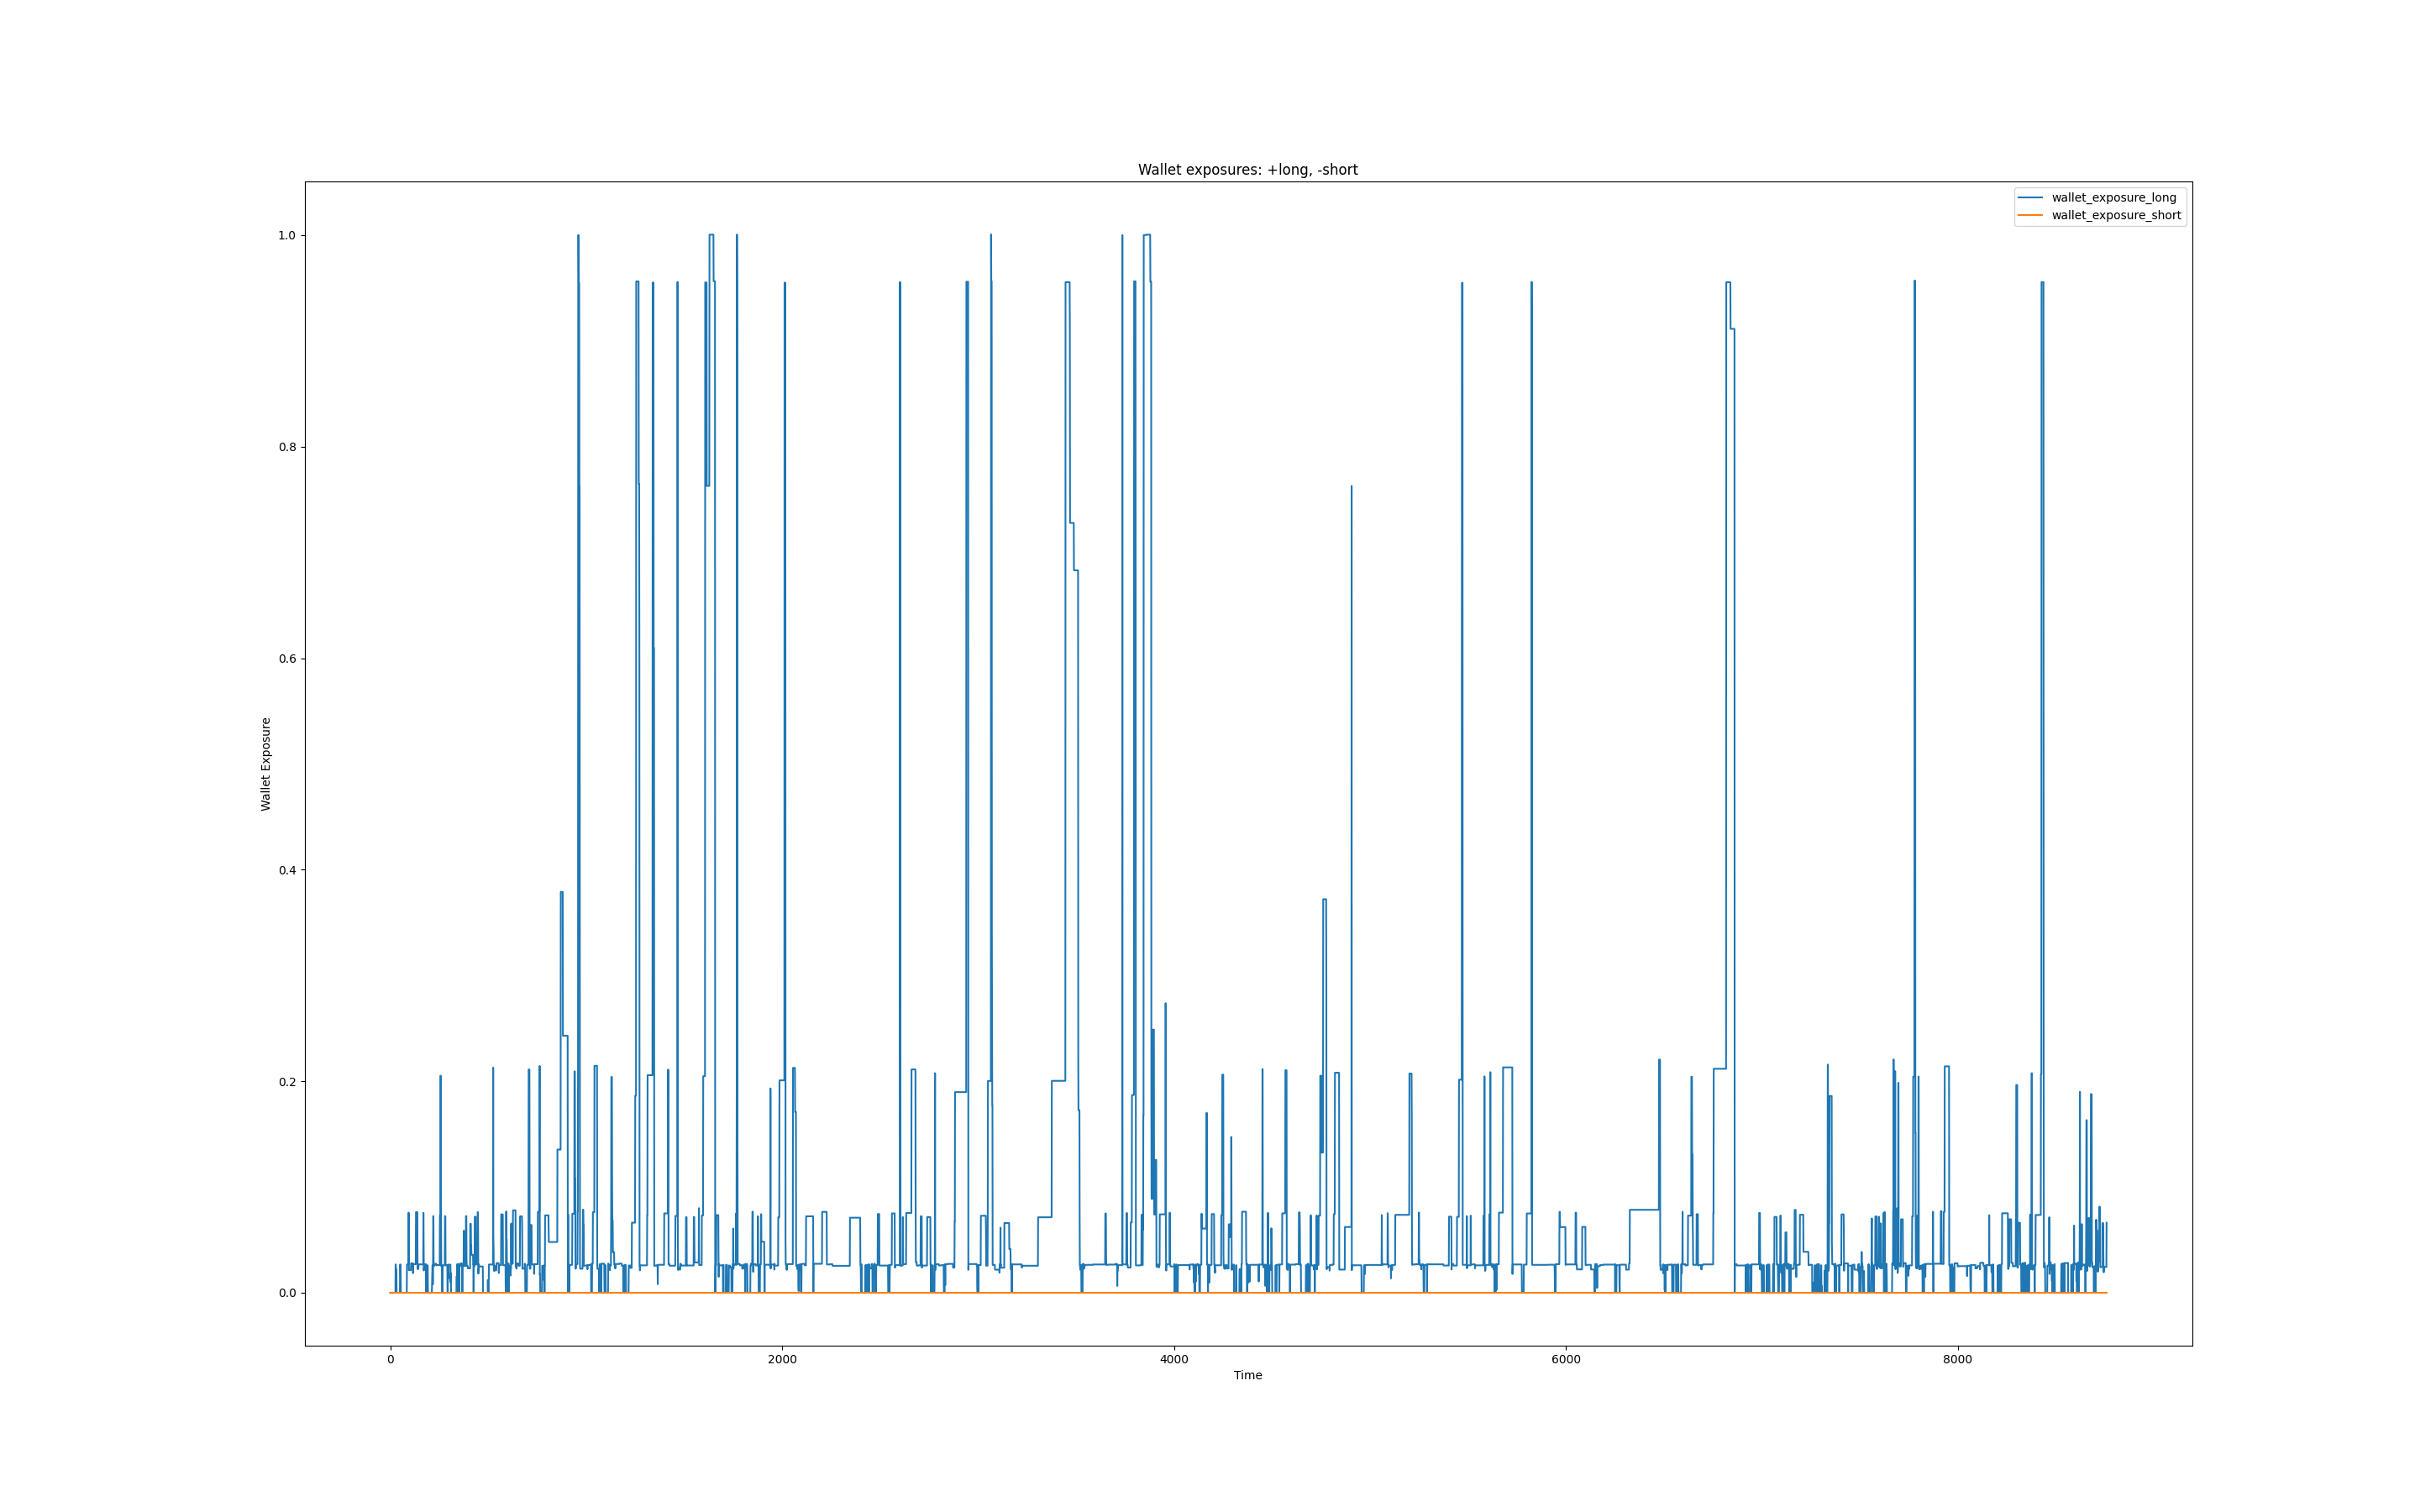 Wallet exposures: +long, -short
wallet_exposure_long
wallet_exposure_short
1.0
0.8
0.6
0.4
0.2
0.0
Wallet Exposure
0 2000 4000 6000 8000
Time